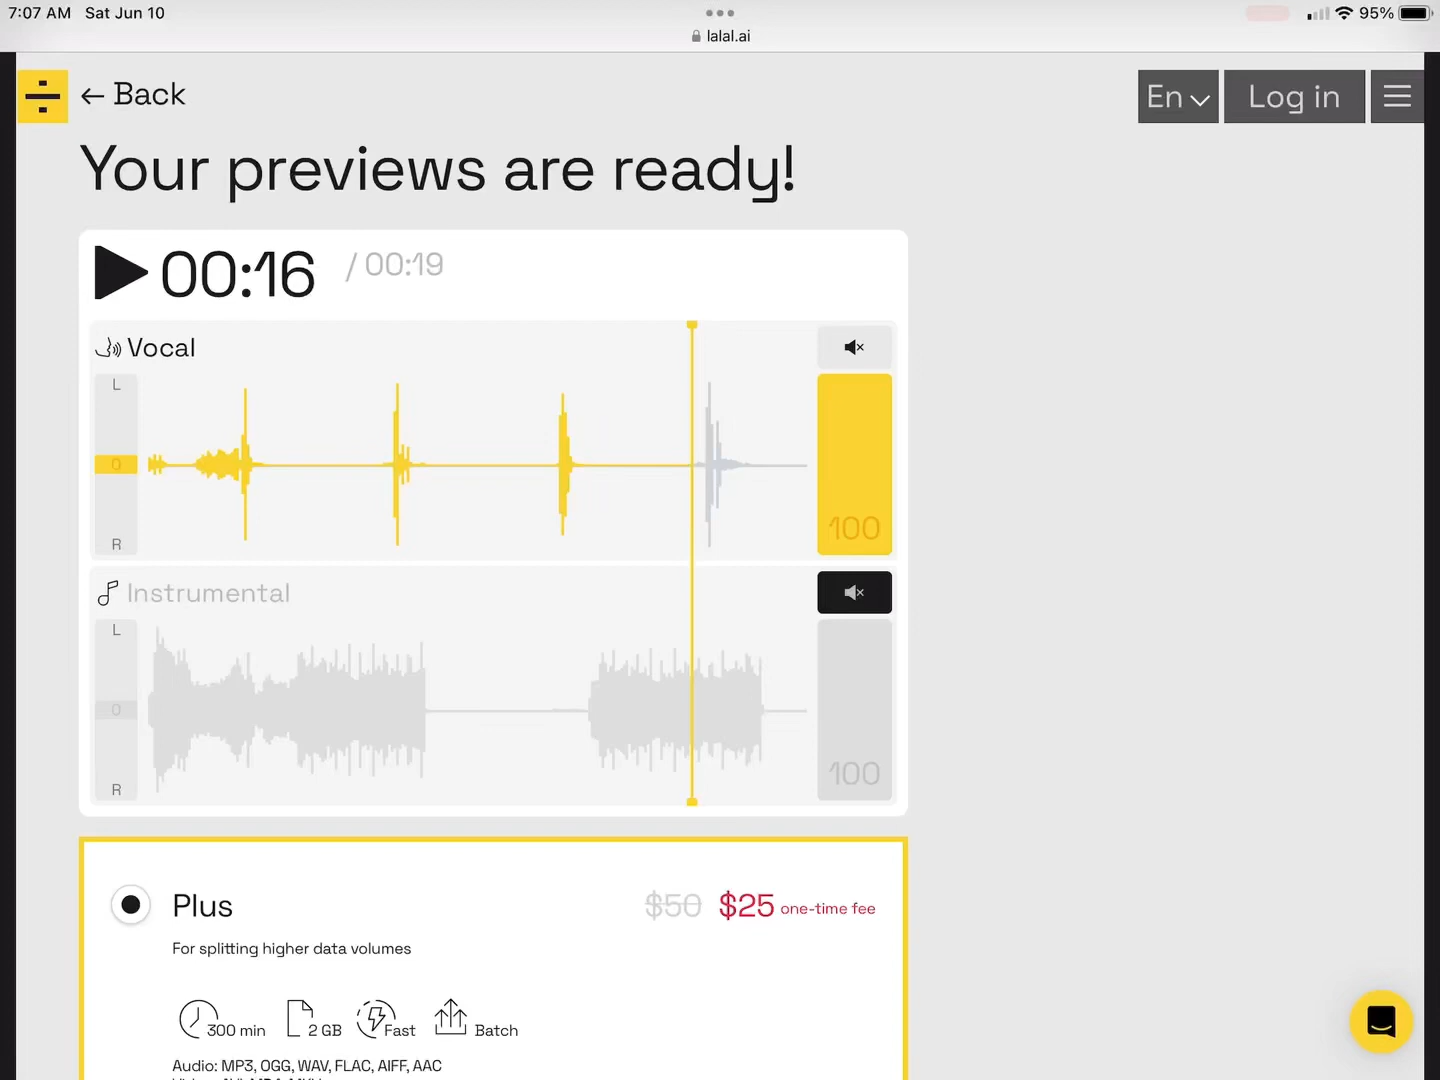 7:07 AM Sat Jun 10
95%
lalal.ai
← Back
En
Log in
Your previews are ready!
00:16 / 00:19
Vocal
L
0
R
100
Instrumental
L
0
R
100
Plus
$50 $25 one-time fee
For splitting higher data volumes
300 min 2 GB Fast Batch
Audio: MP3, OGG, WAV, FLAC, AIFF, AAC